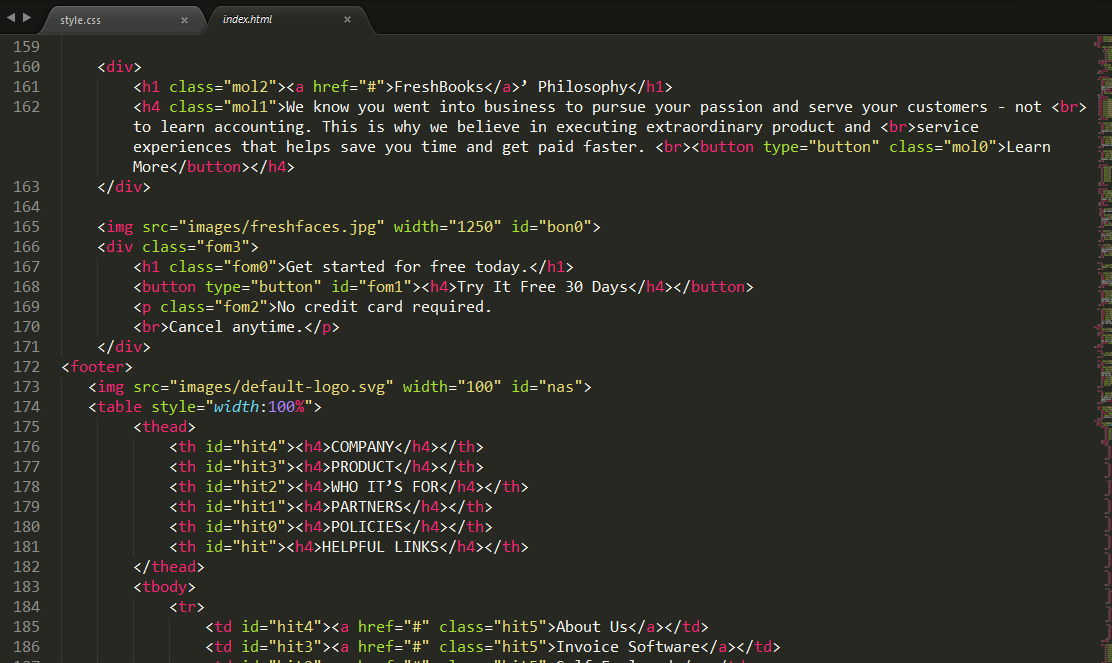 style.css × index.html ×
159
160 <div>
161 <h1 class="mol2"><a href="#">FreshBooks</a>’ Philosophy</h1>
162 <h4 class="mol1">We know you went into business to pursue your passion and serve your customers - not <br>
to learn accounting. This is why we believe in executing extraordinary product and <br>service
experiences that helps save you time and get paid faster. <br><button type="button" class="mol0">Learn
More</button></h4>
163 </div>
164
165 <img src="images/freshfaces.jpg" width="1250" id="bon0">
166 <div class="fom3">
167 <h1 class="fom0">Get started for free today.</h1>
168 <button type="button" id="fom1"><h4>Try It Free 30 Days</h4></button>
169 <p class="fom2">No credit card required.
170 <br>Cancel anytime.</p>
171 </div>
172 <footer>
173 <img src="images/default-logo.svg" width="100" id="nas">
174 <table style="width:100%">
175 <thead>
176 <th id="hit4"><h4>COMPANY</h4></th>
177 <th id="hit3"><h4>PRODUCT</h4></th>
178 <th id="hit2"><h4>WHO IT’S FOR</h4></th>
179 <th id="hit1"><h4>PARTNERS</h4></th>
180 <th id="hit0"><h4>POLICIES</h4></th>
181 <th id="hit"><h4>HELPFUL LINKS</h4></th>
182 </thead>
183 <tbody>
184 <tr>
185 <td id="hit4"><a href="#" class="hit5">About Us</a></td>
186 <td id="hit3"><a href="#" class="hit5">Invoice Software</a></td>